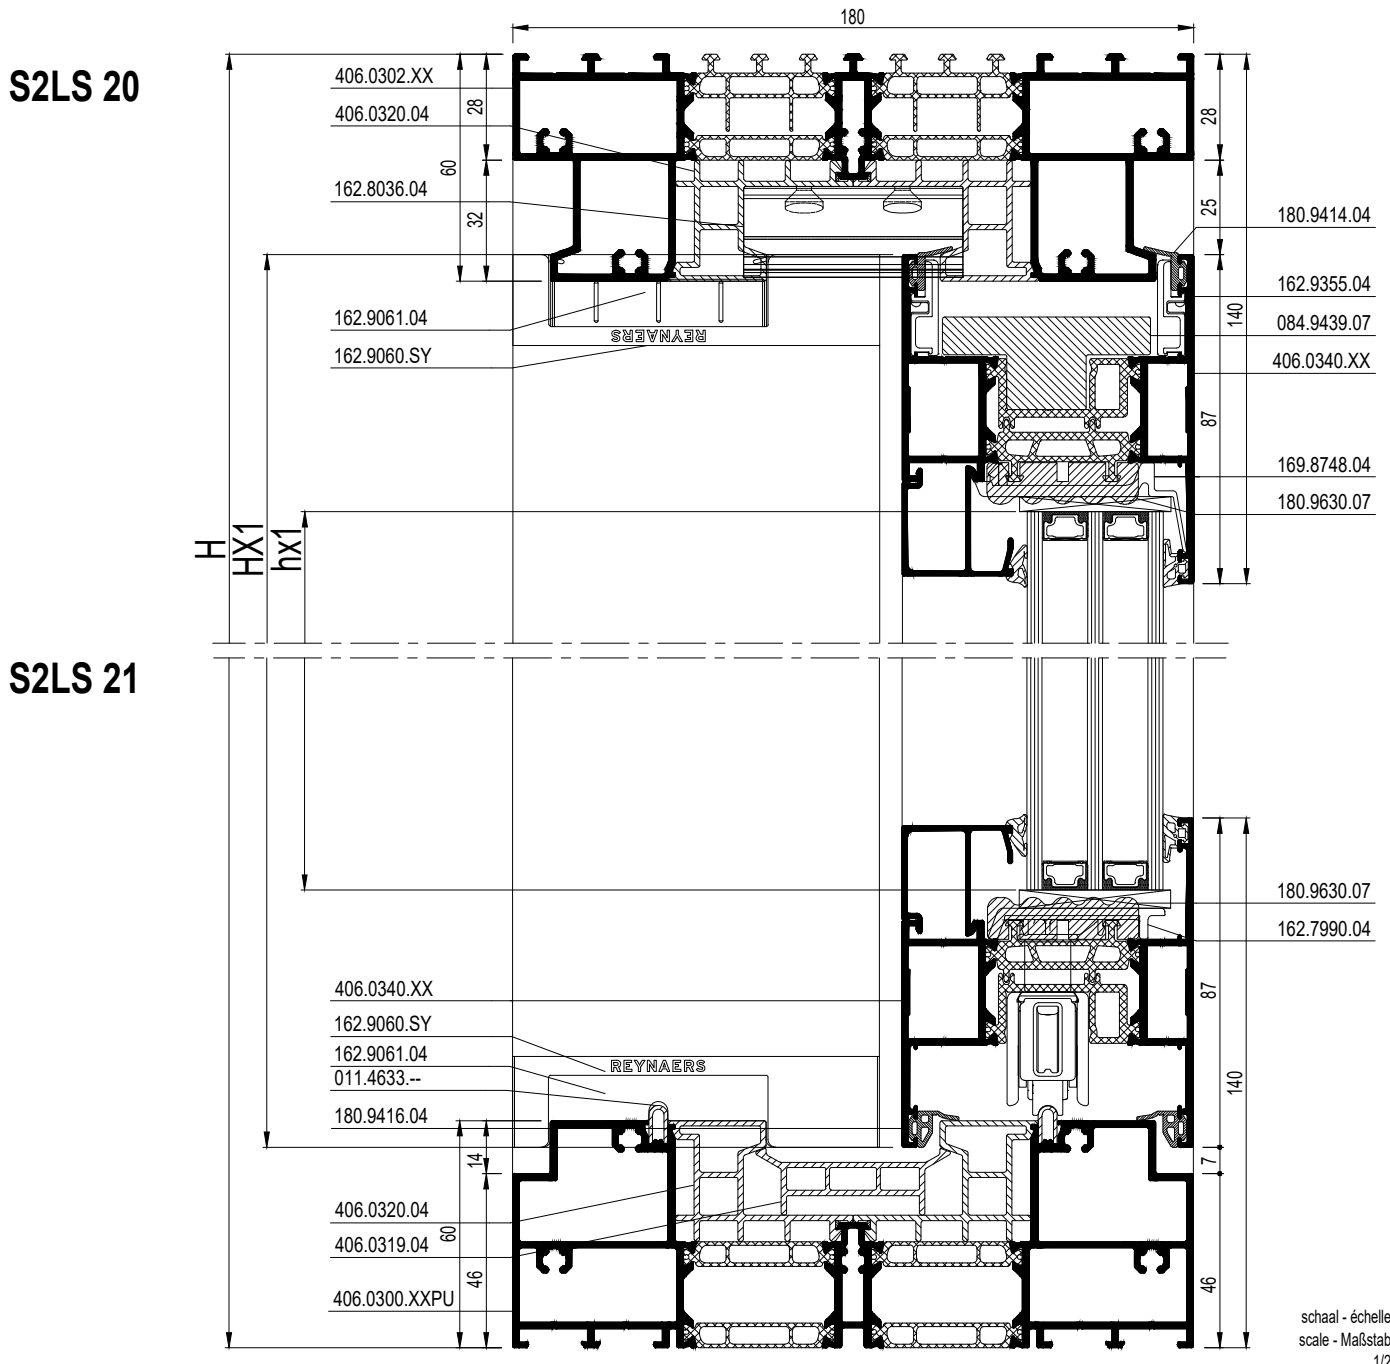 180
S2LS 20
406.0302.XX
406.0320.04
162.8036.04
28
60
32
28
25
140
87
180.9414.04
162.9355.04
084.9439.07
406.0340.XX
169.8748.04
180.9630.07
162.9061.04
162.9060.SY
REYNAERS
H
HX1
hx1
S2LS 21
180.9630.07
162.7990.04
406.0340.XX
162.9060.SY
162.9061.04
011.4633.--
180.9416.04
REYNAERS
87
140
7
46
14
60
46
406.0320.04
406.0319.04
406.0300.XXPU
schaal - échelle
scale - Maßstab
1/2